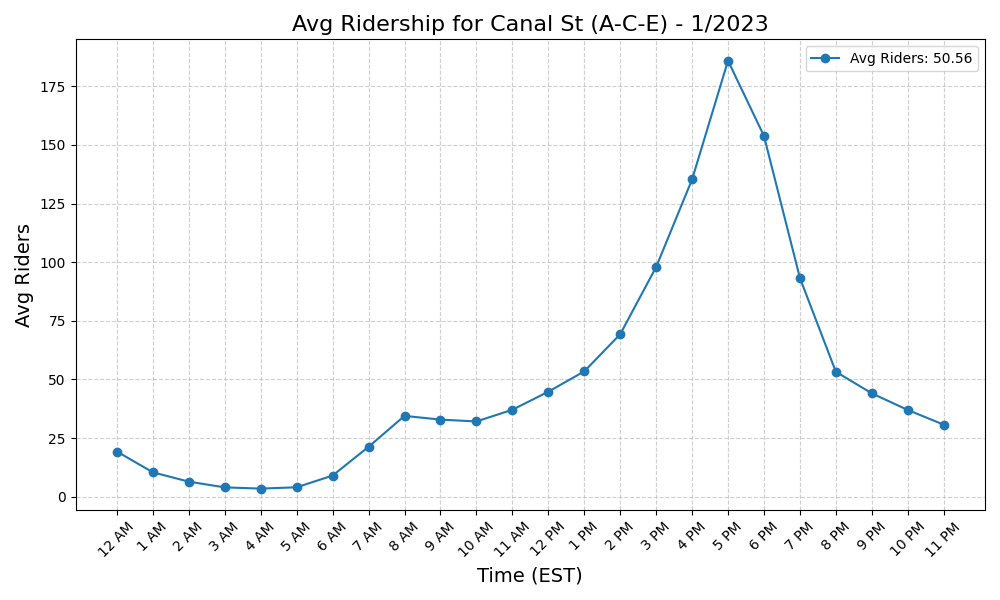 Avg Ridership for Canal St (A-C-E) - 1/2023
Avg Riders: 50.56
175
150
125
100
75
50
25
0
Avg Riders
12 AM
1 AM
2 AM
3 AM
4 AM
5 AM
6 AM
7 AM
8 AM
9 AM
10 AM
11 AM
12 PM
1 PM
2 PM
3 PM
4 PM
5 PM
6 PM
7 PM
8 PM
9 PM
10 PM
11 PM
Time (EST)